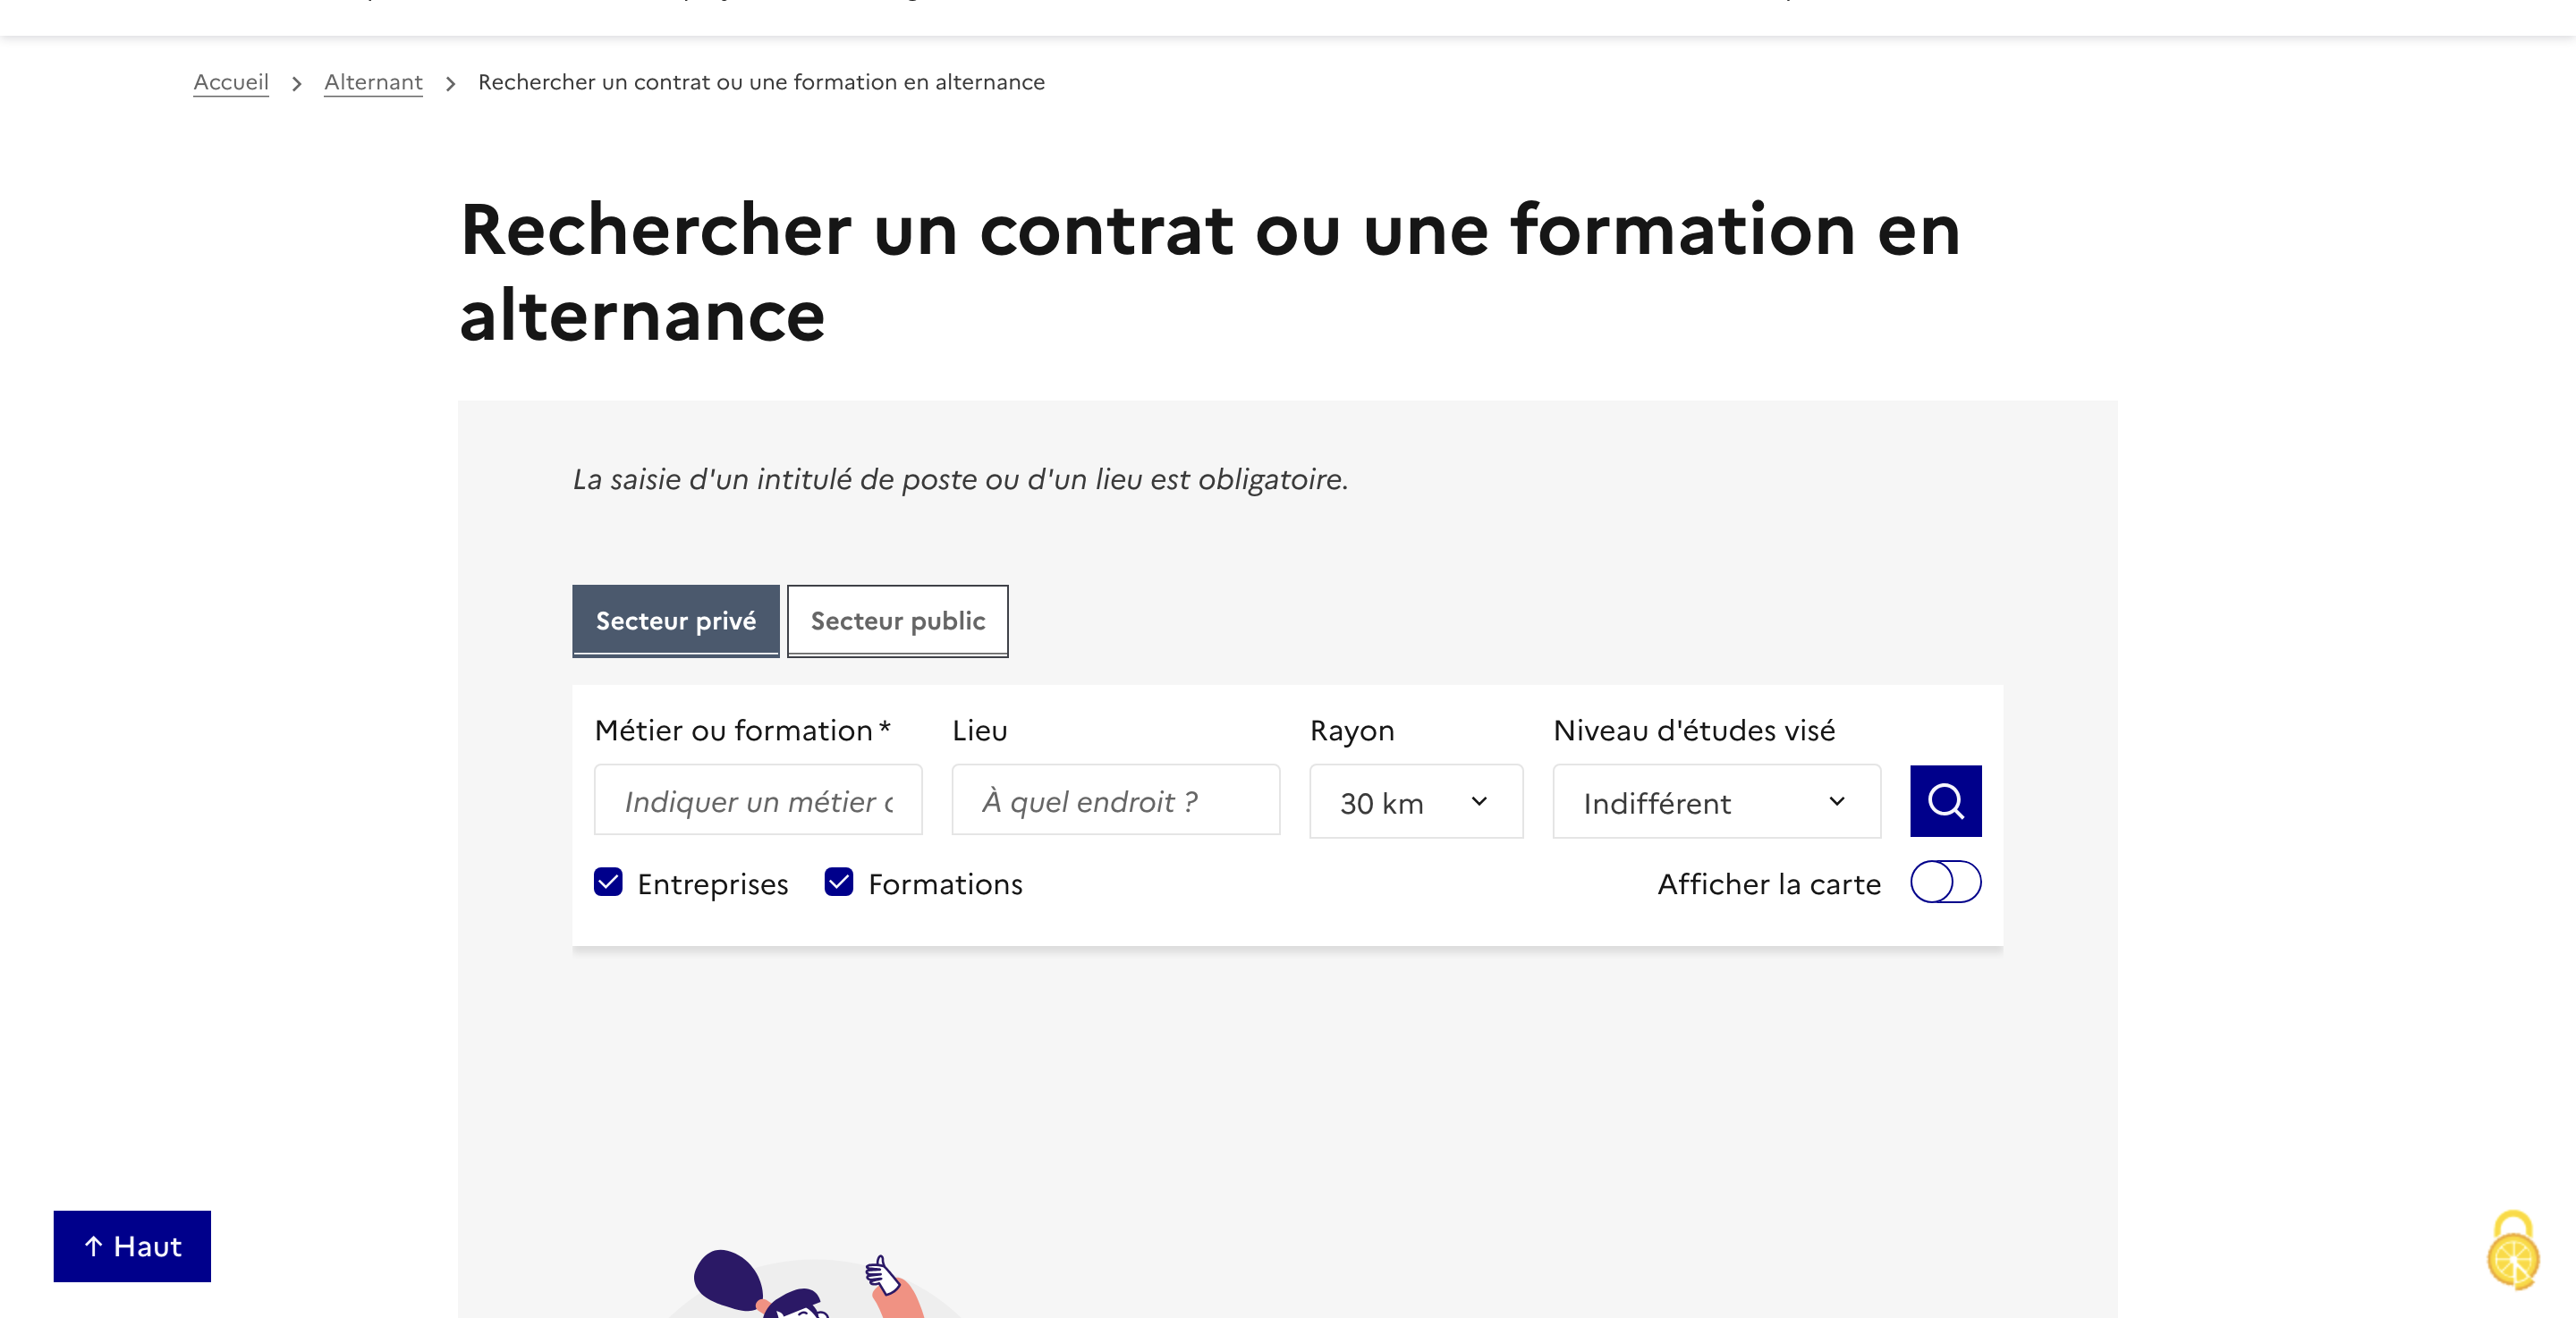 Accueil > Alternant > Rechercher un contrat ou une formation en alternance
Rechercher un contrat ou une formation en
alternance
La saisie d'un intitulé de poste ou d'un lieu est obligatoire.
Secteur privé Secteur public
Métier ou formation * Lieu Rayon Niveau d'études visé
Indiquer un métier À quel endroit ? 30 km Indifférent
Entreprises Formations Afficher la carte
↑ Haut